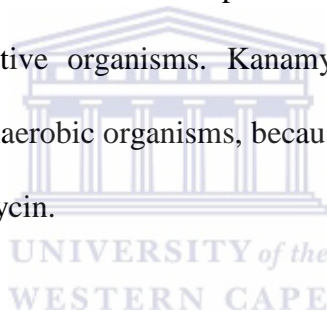 tive organisms. Kanamy
aerobic organisms, becau
ycin.
UNIVERSITY of the
WESTERN CAPE